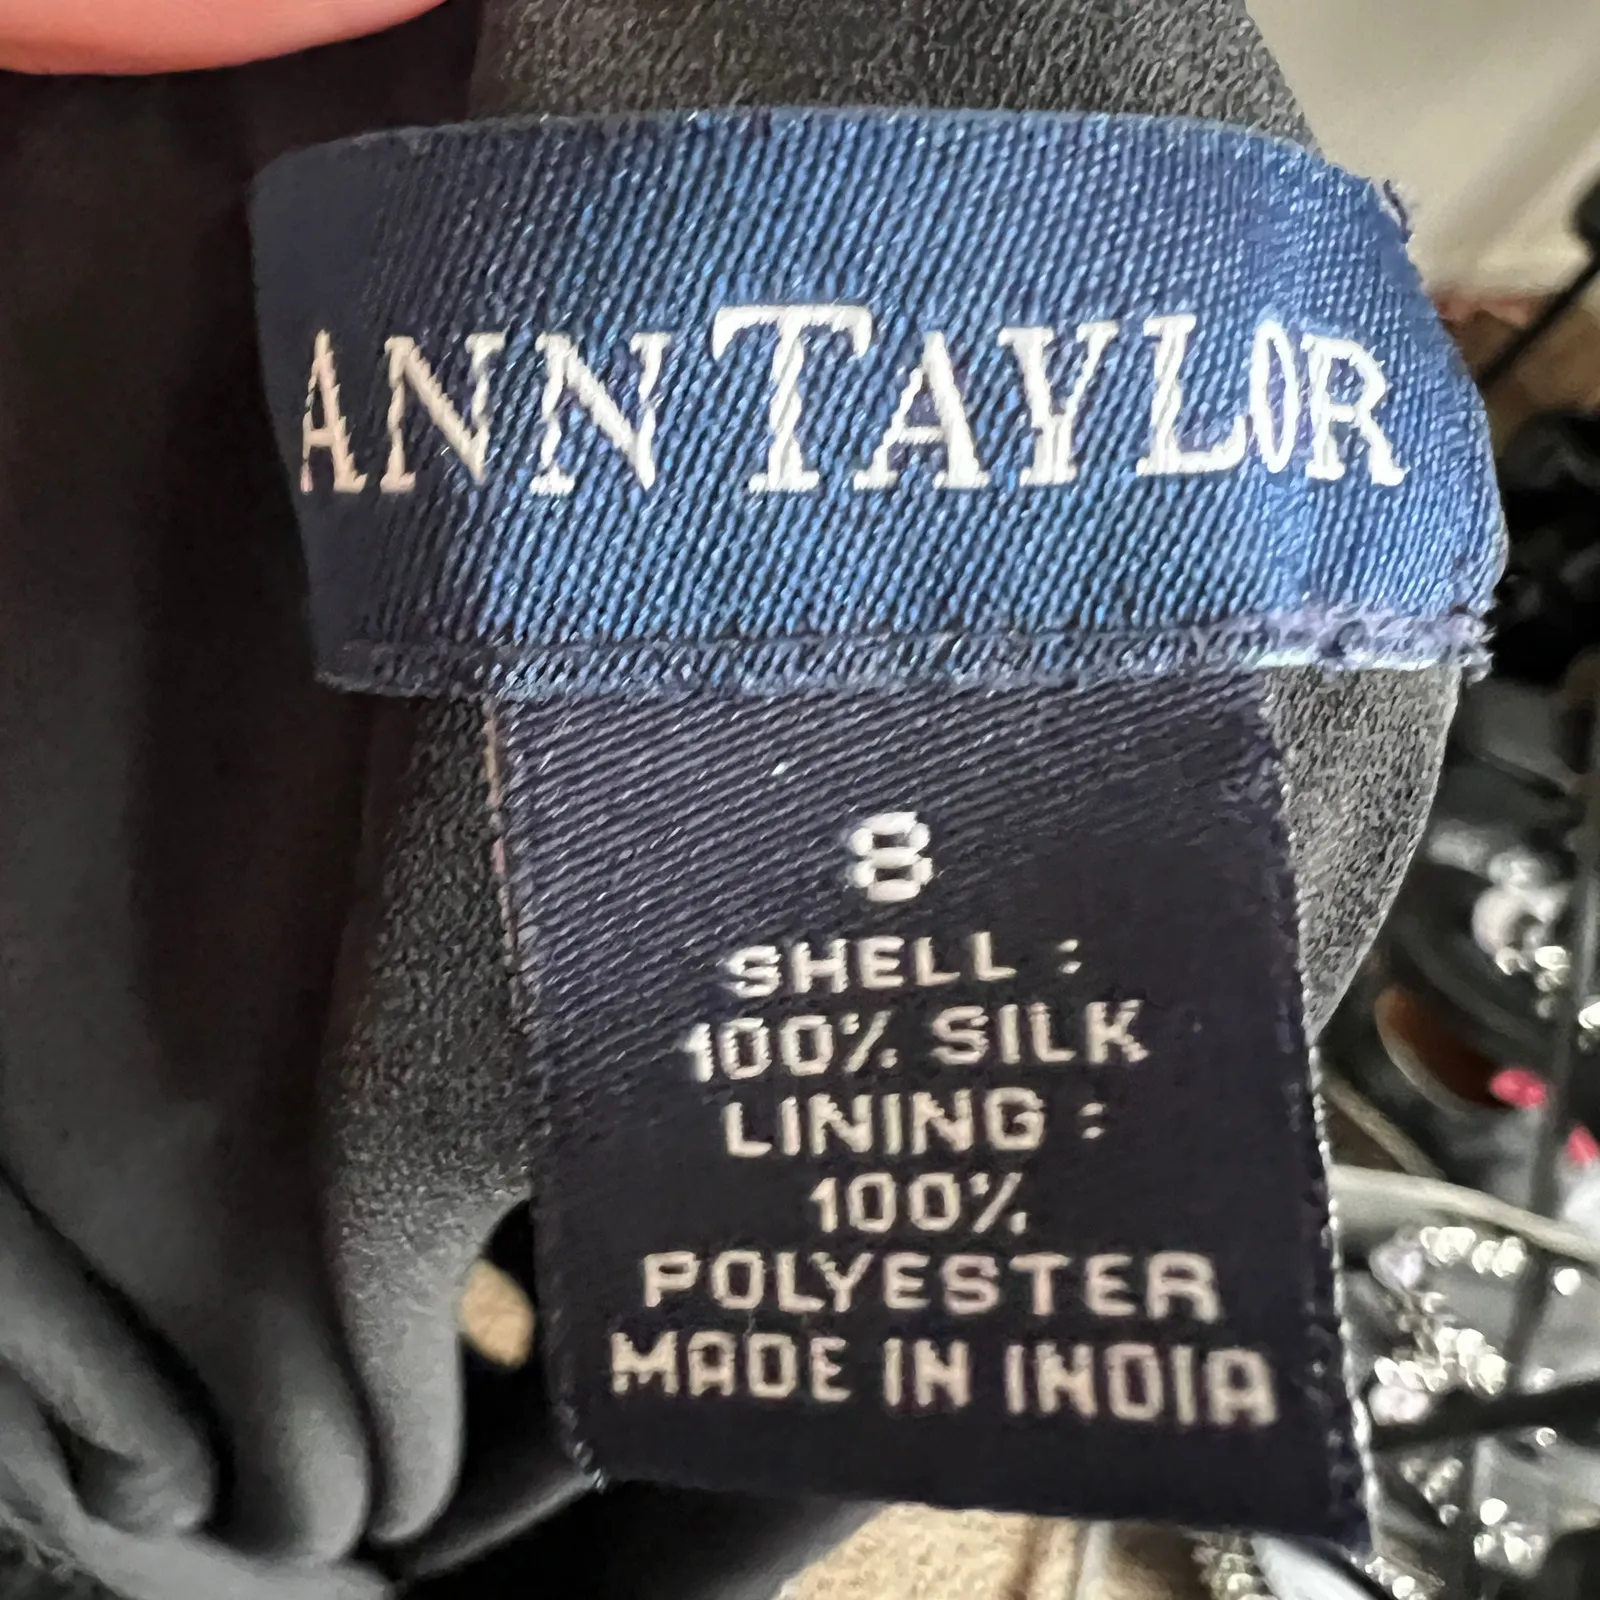 ANNTAYLOR
8
SHELL :
100% SILK
LINING :
100%
POLYESTER
MADE IN INDIA